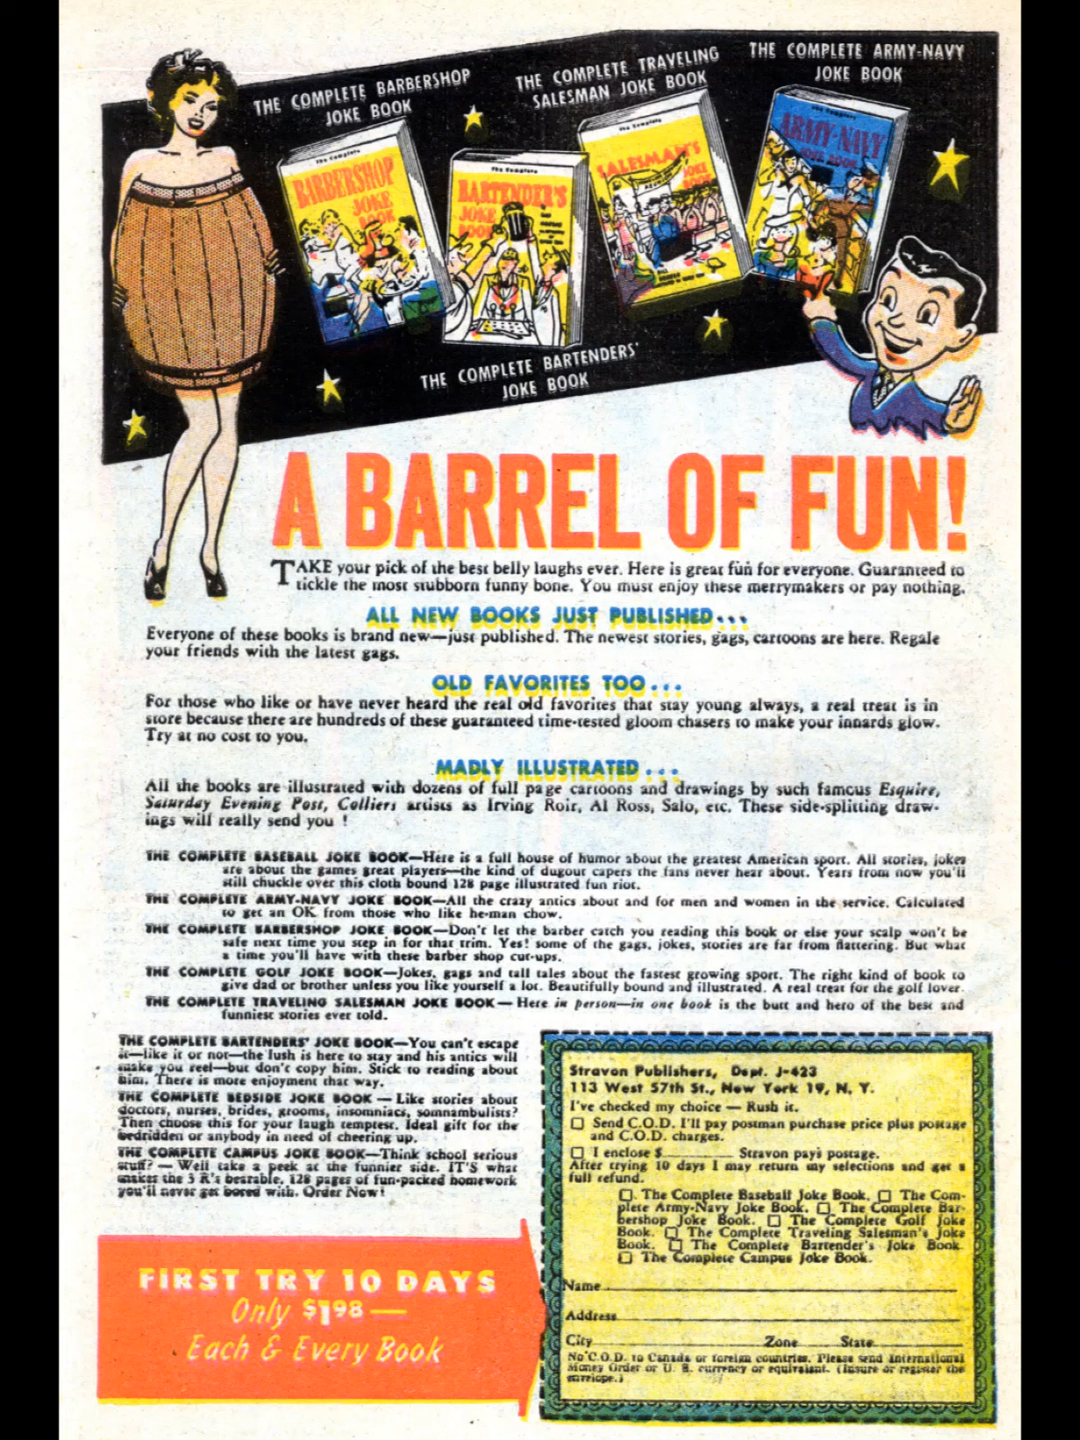 THE COMPLETE BARBERSHOP
JOKE BOOK
THE COMPLETE TRAVELING
SALESMAN JOKE BOOK
THE COMPLETE ARMY-NAVY
JOKE BOOK
The Complete
BARBERSHOP
JOKE
BOOK
The Complete
BARTENDER'S
JOKE
BOOK
The Complete
SALESMAN'S
JOKE
BOOK
The Complete
ARMY-NAVY
JOKE BOOK
THE COMPLETE BARTENDERS'
JOKE BOOK
A BARREL OF FUN!
TAKE your pick of the best belly laughs ever. Here is great fun for everyone. Guaranteed to
tickle the most stubborn funny bone. You must enjoy these merrymakers or pay nothing.
ALL NEW BOOKS JUST PUBLISHED...
Everyone of these books is brand new—just published. The newest stories, gags, cartoons are here. Regale
your friends with the latest gags.
OLD FAVORITES TOO...
For those who like or have never heard the real old favorites that stay young always, a real treat is in
store because there are hundreds of these guaranteed time-tested gloom chasers to make your innards glow.
Try at no cost to you.
MADLY ILLUSTRATED...
All the books are illustrated with dozens of full page cartoons and drawings by such famous Esquire,
Saturday Evening Post, Colliers artists as Irving Roir, Al Ross, Salo, etc. These side-splitting draw-
ings will really send you !
THE COMPLETE BASEBALL JOKE BOOK—Here is a full house of humor about the greatest American sport. All stories, jokes
are about the games great players—the kind of dugout capers the fans never hear about. Years from now you'll
still chuckle over this cloth bound 128 page illustrated fun riot.
THE COMPLETE ARMY-NAVY JOKE BOOK—All the crazy antics about and for men and women in the service. Calculated
to get an OK from those who like he-man chow.
THE COMPLETE BARBERSHOP JOKE BOOK—Don't let the barber catch you reading this book or else your scalp won't be
safe next time you step in for that trim. Yes! some of the gags, jokes, stories are far from flattering. But what
a time you'll have with these barber shop cut-ups.
THE COMPLETE GOLF JOKE BOOK—Jokes, gags and tall tales about the fastest growing sport. The right kind of book to
give dad or brother unless you like yourself a lot. Beautifully bound and illustrated. A real treat for the golf lover
THE COMPLETE TRAVELING SALESMAN JOKE BOOK— Here in person—in one book is the butt and hero of the best and
funniest stories ever told.
THE COMPLETE BARTENDERS' JOKE BOOK—You can't escape
it—like it or not—the lush is here to stay and his antics will
make you reel—but don't copy him. Stick to reading about
him. There is more enjoyment that way.
THE COMPLETE BEDSIDE JOKE BOOK — Like stories about
doctors, nurses, brides, grooms, insomniacs, somnambulists?
Then choose this for your laugh tempest. Ideal gift for the
bedridden or anybody in need of cheering up.
THE COMPLETE CAMPUS JOKE BOOK—Think school serious
stuff? — Well take a peek at the funnier side. IT'S what
makes the 3 R's bearable. 128 pages of fun-packed homework
you'll never get bored with. Order Now!
FIRST TRY 10 DAYS
Only $1 98 —
Each & Every Book
Stravon Publishers, Dept. J-423
113 West 57th St., New York 19, N. Y.
I've checked my choice — Rush it.
Send C.O.D. I'll pay postman purchase price plus postage
and C.O.D. charges.
I enclose $ Stravon pays postage.
After trying 10 days I may return my selections and get a
full refund.
The Complete Baseball Joke Book. The Com-
plete Army-Navy Joke Book. The Complete Bar-
bershop Joke Book. The Complete Golf Joke
Book. The Complete Traveling Salesman's Joke
Book. The Complete Bartender's Joke Book
The Complete Campus Joke Book.
Name
Address
City Zone State
No C.O.D. to Canada or foreign countries. Please send International
Money Order or U. S. currency or equivalent. (Insure or register the
envelope.)